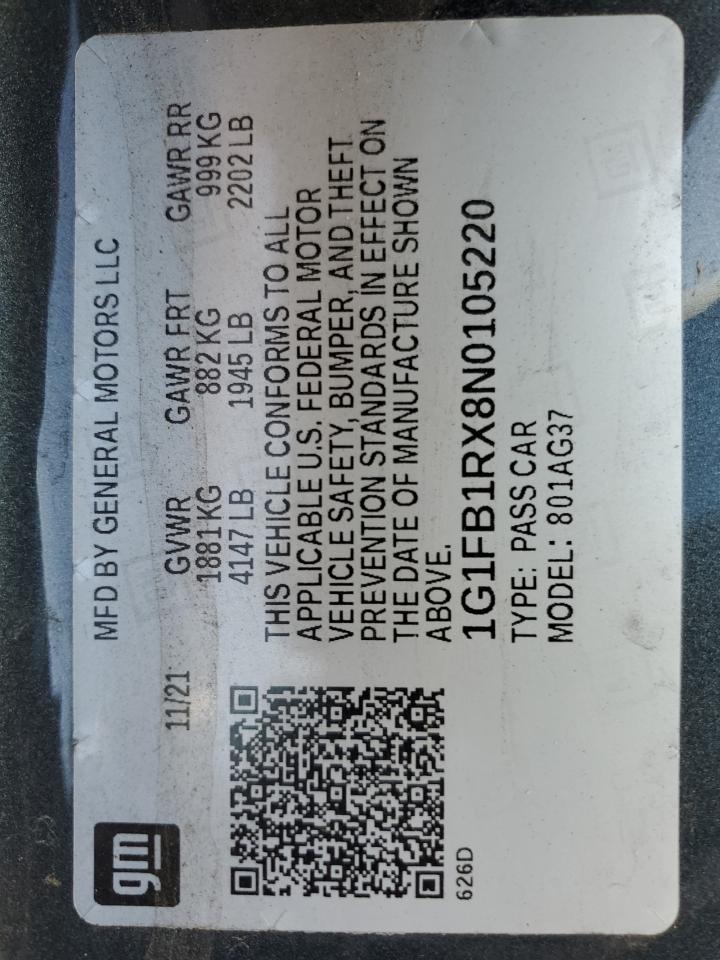 gm
MFD BY GENERAL MOTORS LLC
11/21
GVWR GAWR FRT GAWR RR
1881 KG 882 KG 999 KG
4147 LB 1945 LB 2202 LB
THIS VEHICLE CONFORMS TO ALL
APPLICABLE U.S. FEDERAL MOTOR
VEHICLE SAFETY, BUMPER, AND THEFT
PREVENTION STANDARDS IN EFFECT ON
THE DATE OF MANUFACTURE SHOWN
ABOVE.
1G1FB1RX8N0105220
TYPE: PASS CAR
MODEL: 801AG37
626D